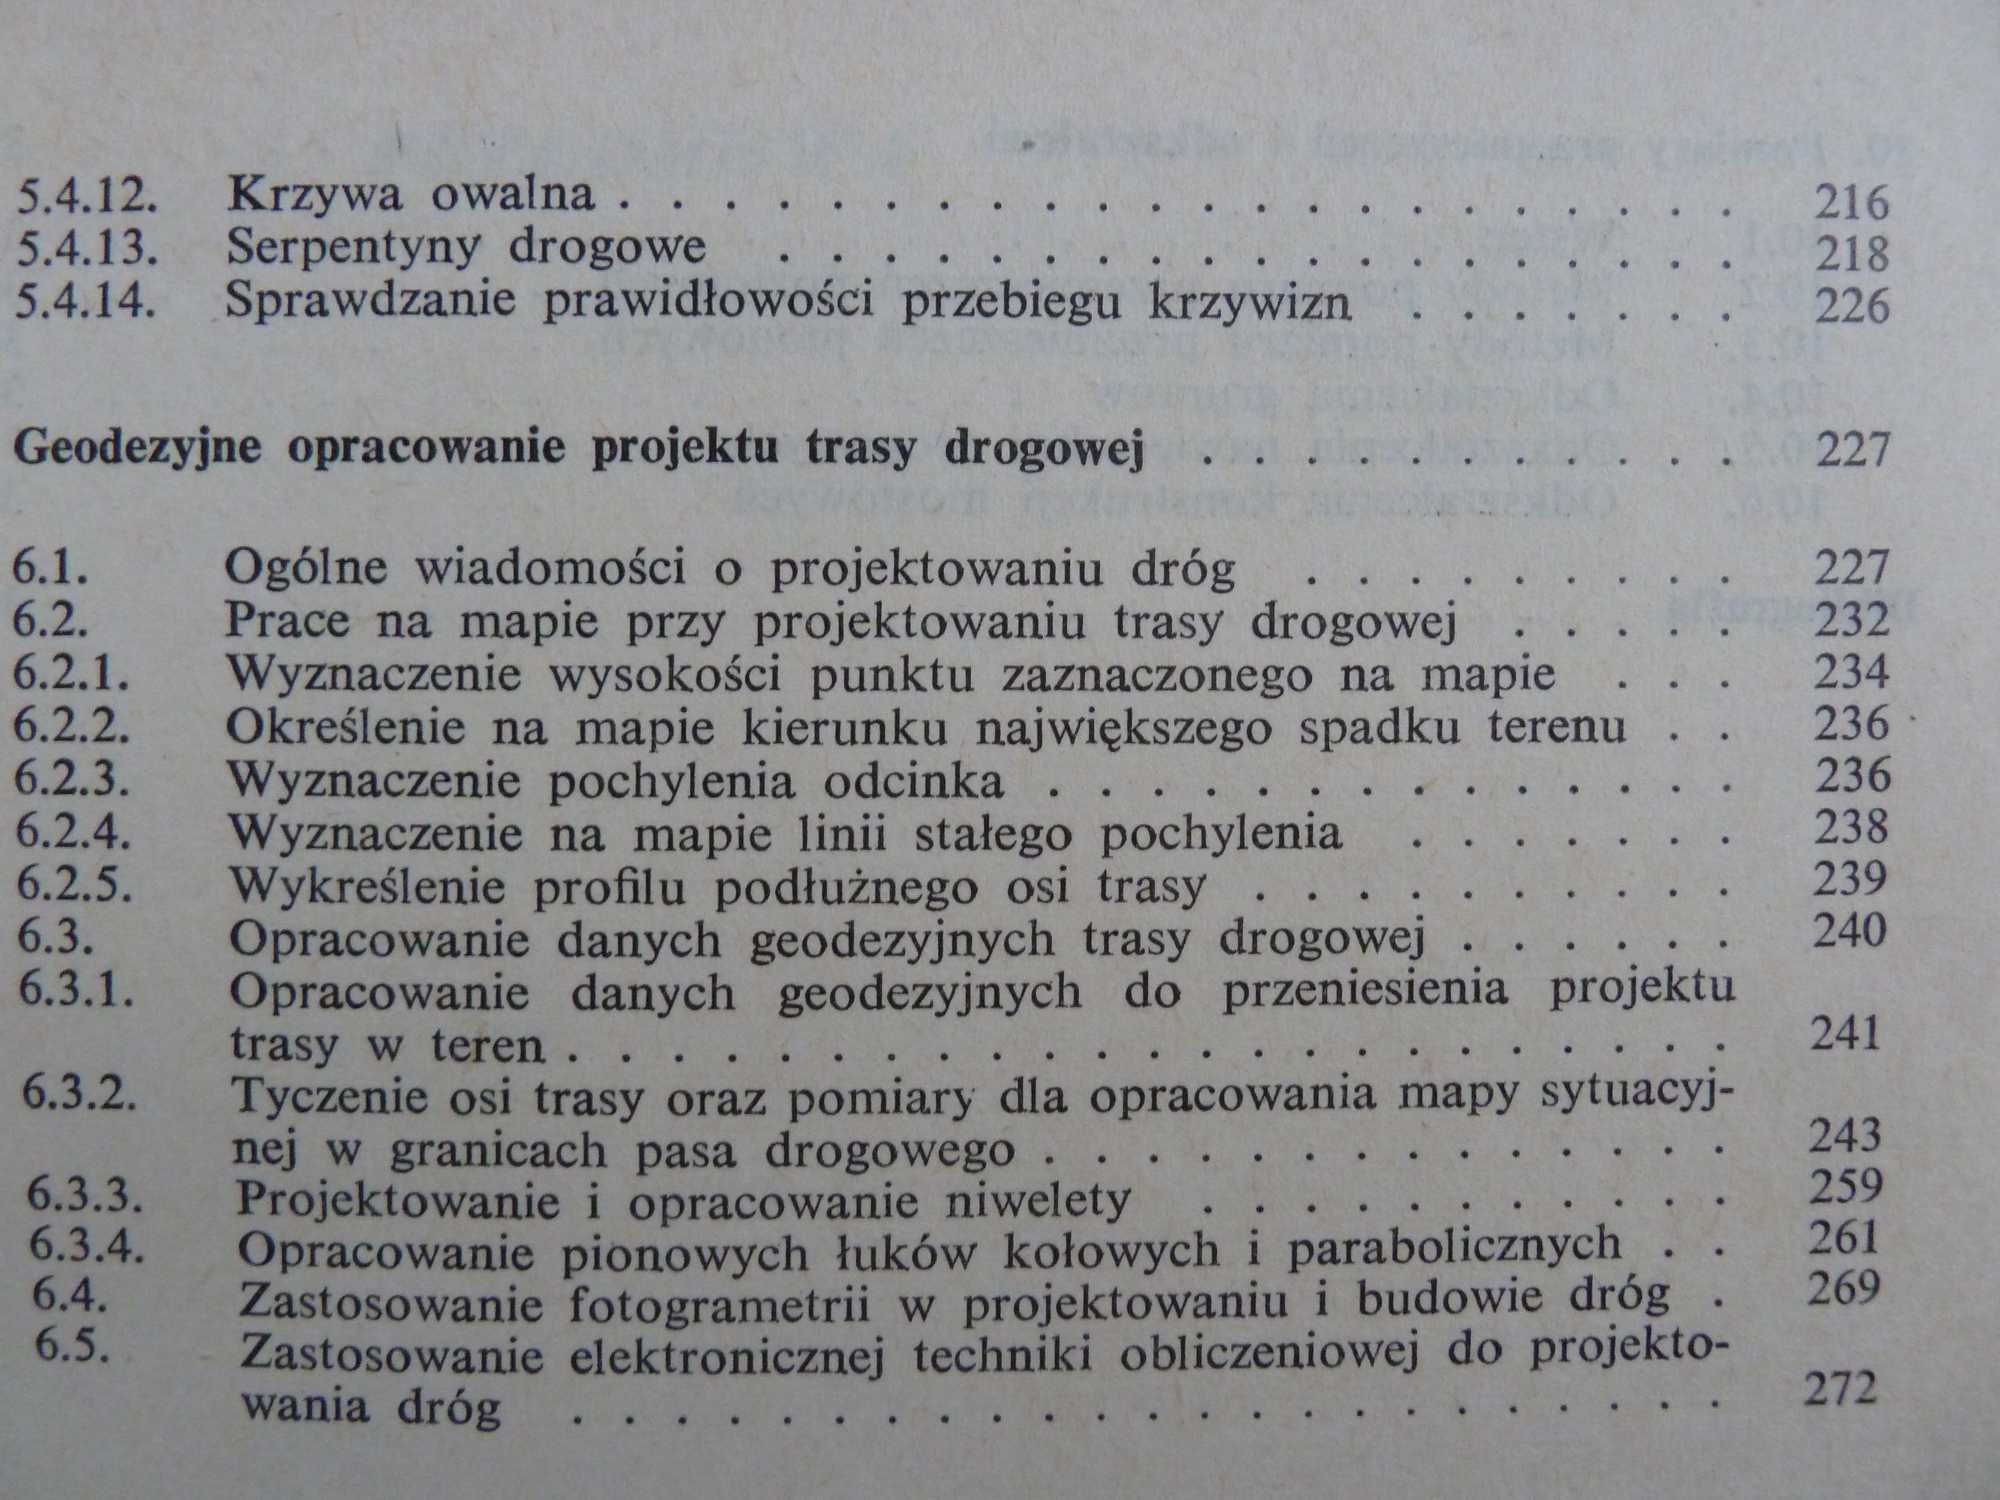 5.4.12. Krzywa owalna . . . . . . . . . . . . . . . . . . . . . . 216
5.4.13. Serpentyny drogowe . . . . . . . . . . . . . . . . . . . 218
5.4.14. Sprawdzanie prawidłowości przebiegu krzywizn . . . . . . . 226
Geodezyjne opracowanie projektu trasy drogowej . . . . . . . . . . . 227
6.1. Ogólne wiadomości o projektowaniu dróg . . . . . . . . . 227
6.2. Prace na mapie przy projektowaniu trasy drogowej . . . . . 232
6.2.1. Wyznaczenie wysokości punktu zaznaczonego na mapie . . . 234
6.2.2. Określenie na mapie kierunku największego spadku terenu . . 236
6.2.3. Wyznaczenie pochylenia odcinka . . . . . . . . . . . . . . 236
6.2.4. Wyznaczenie na mapie linii stałego pochylenia . . . . . . . 238
6.2.5. Wykreślenie profilu podłużnego osi trasy . . . . . . . . . . 239
6.3. Opracowanie danych geodezyjnych trasy drogowej . . . . . . 240
6.3.1. Opracowanie danych geodezyjnych do przeniesienia projektu
trasy w teren . . . . . . . . . . . . . . . . . . . . . . . 241
6.3.2. Tyczenie osi trasy oraz pomiary dla opracowania mapy sytuacyj-
nej w granicach pasa drogowego . . . . . . . . . . . . . . 243
6.3.3. Projektowanie i opracowanie niwelety . . . . . . . . . . . 259
6.3.4. Opracowanie pionowych łuków kołowych i parabolicznych . . 261
6.4. Zastosowanie fotogrametrii w projektowaniu i budowie dróg . 269
6.5. Zastosowanie elektronicznej techniki obliczeniowej do projekto-
wania dróg . . . . . . . . . . . . . . . . . . . . . . . 272